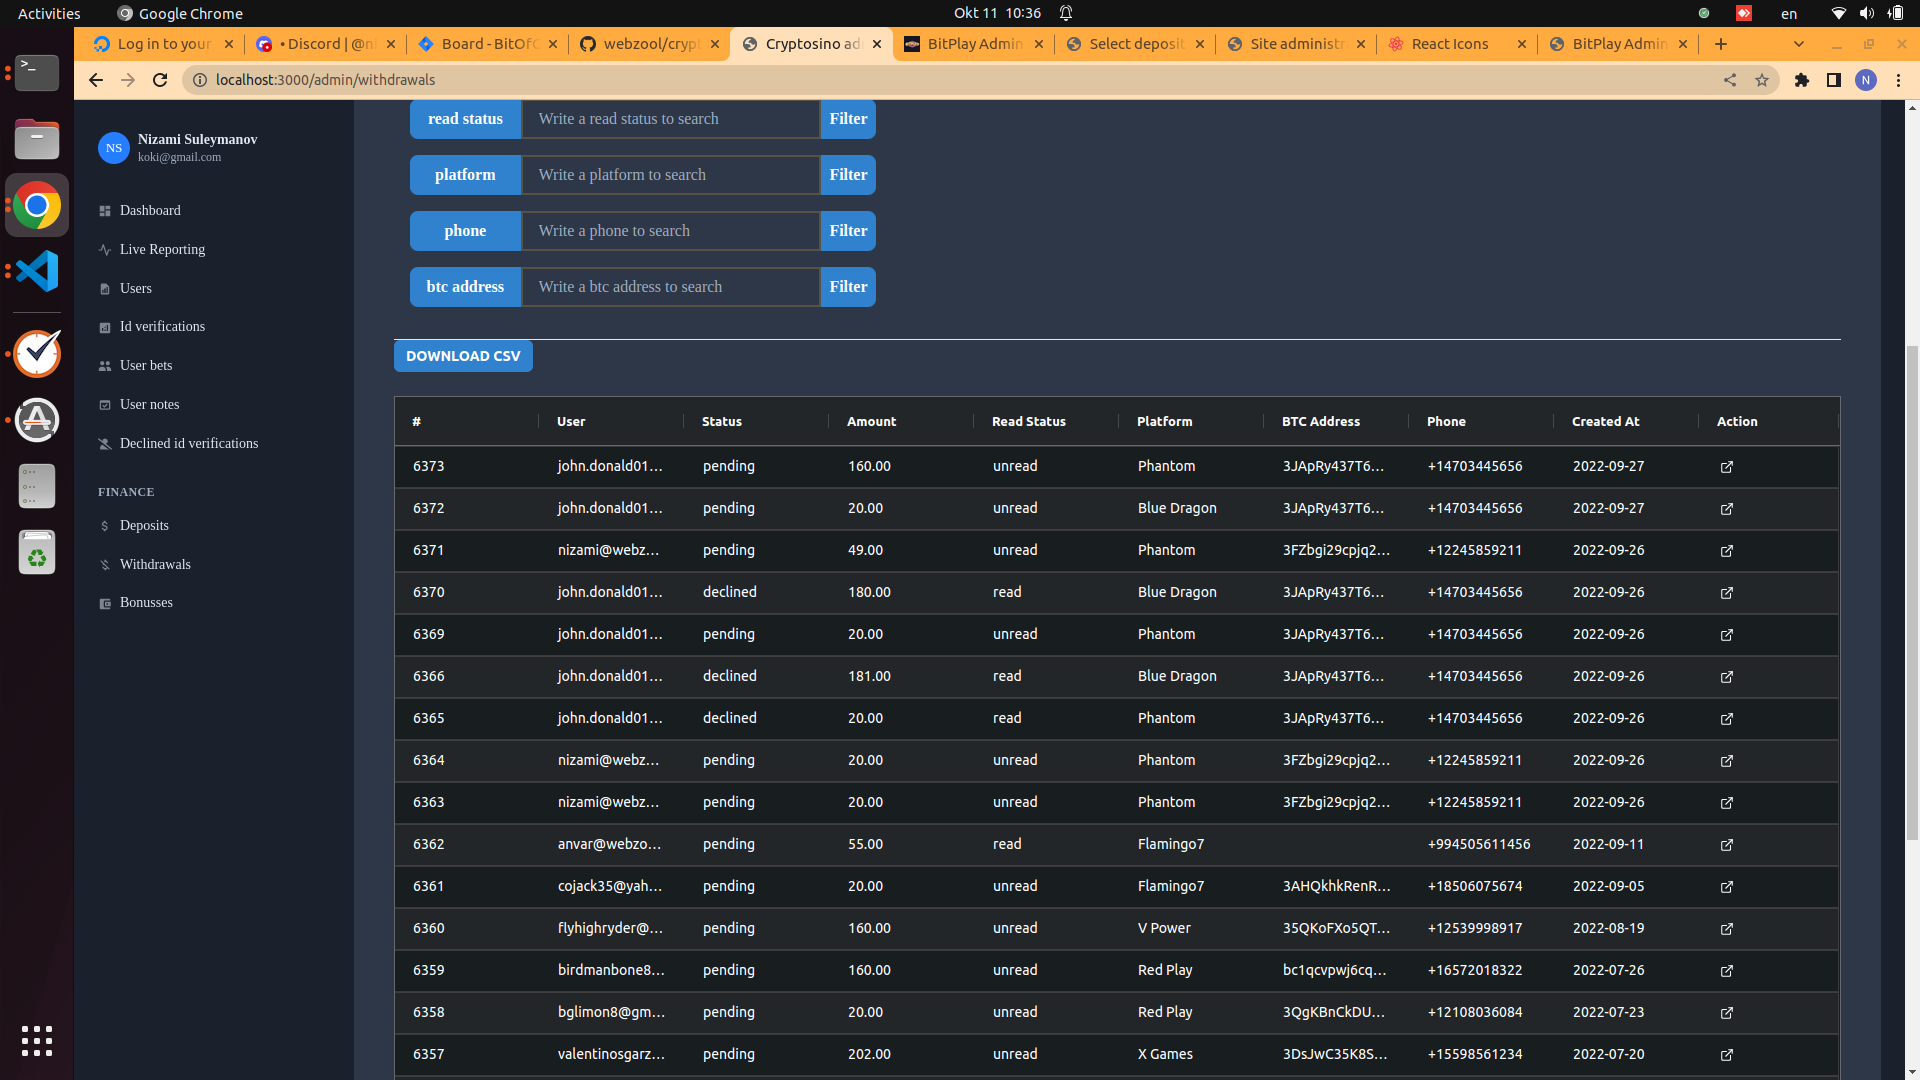 Activities Google Chrome Okt 11 10:36 en
Log in to your • Discord | @ni Board - BitOfC webzool/crypt Cryptosino adm BitPlay Admin Select deposit Site administr React Icons BitPlay Admin
localhost:3000/admin/withdrawals N
NS Nizami Suleymanov
koki@gmail.com
Dashboard
Live Reporting
Users
Id verifications
User bets
User notes
Declined id verifications
FINANCE
Deposits
Withdrawals
Bonusses
read status Write a read status to search Filter
platform Write a platform to search Filter
phone Write a phone to search Filter
btc address Write a btc address to search Filter
DOWNLOAD CSV
# User Status Amount Read Status Platform BTC Address Phone Created At Action
6373 john.donald01... pending 160.00 unread Phantom 3JApRy437T6... +14703445656 2022-09-27
6372 john.donald01... pending 20.00 unread Blue Dragon 3JApRy437T6... +14703445656 2022-09-27
6371 nizami@webz... pending 49.00 unread Phantom 3FZbgi29cpjq2... +12245859211 2022-09-26
6370 john.donald01... declined 180.00 read Blue Dragon 3JApRy437T6... +14703445656 2022-09-26
6369 john.donald01... pending 20.00 unread Phantom 3JApRy437T6... +14703445656 2022-09-26
6366 john.donald01... declined 181.00 read Blue Dragon 3JApRy437T6... +14703445656 2022-09-26
6365 john.donald01... declined 20.00 read Phantom 3JApRy437T6... +14703445656 2022-09-26
6364 nizami@webz... pending 20.00 unread Phantom 3FZbgi29cpjq2... +12245859211 2022-09-26
6363 nizami@webz... pending 20.00 unread Phantom 3FZbgi29cpjq2... +12245859211 2022-09-26
6362 anvar@webzo... pending 55.00 read Flamingo7 +994505611456 2022-09-11
6361 cojack35@yah... pending 20.00 unread Flamingo7 3AHQkhkRenR... +18506075674 2022-09-05
6360 flyhighryder@... pending 160.00 unread V Power 35QKoFXo5QT... +12539998917 2022-08-19
6359 birdmanbone8... pending 160.00 unread Red Play bc1qcvpwj6cq... +16572018322 2022-07-26
6358 bglimon8@gm... pending 20.00 unread Red Play 3QgKBnCkDU... +12108036084 2022-07-23
6357 valentinosgarz... pending 202.00 unread X Games 3DsJwC35K8S... +15598561234 2022-07-20